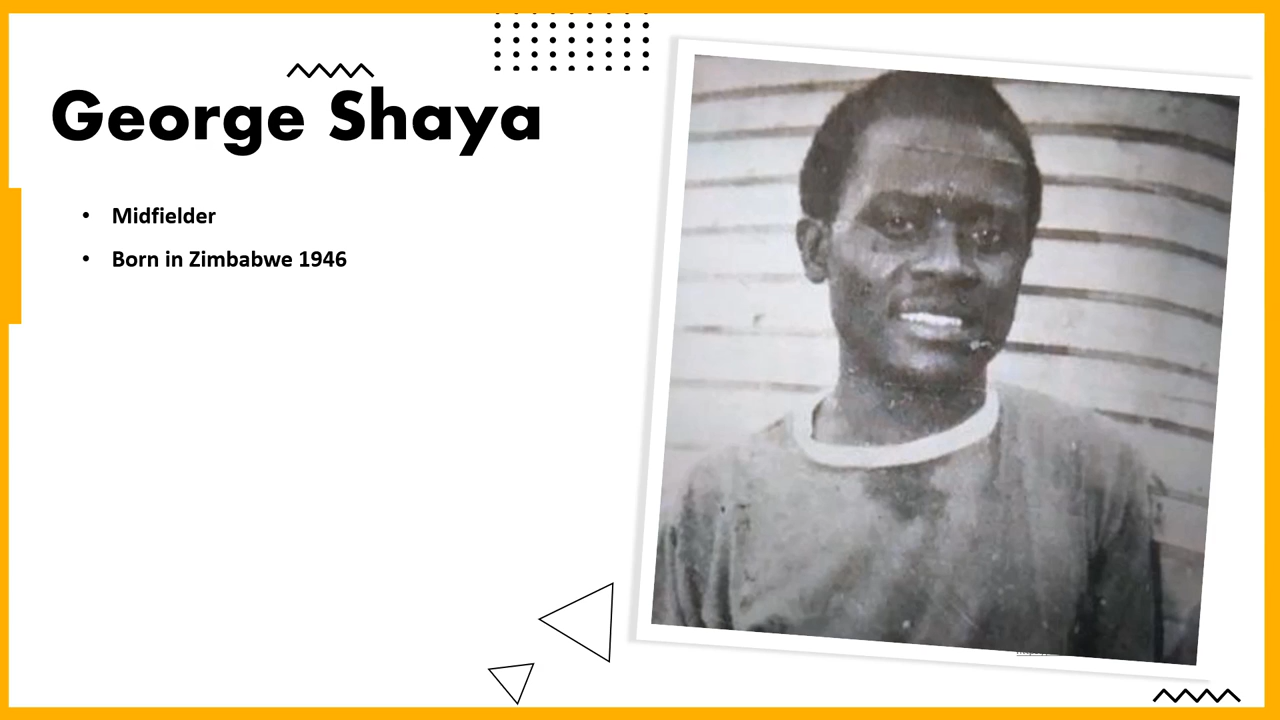 George Shaya
• Midfielder
• Born in Zimbabwe 1946